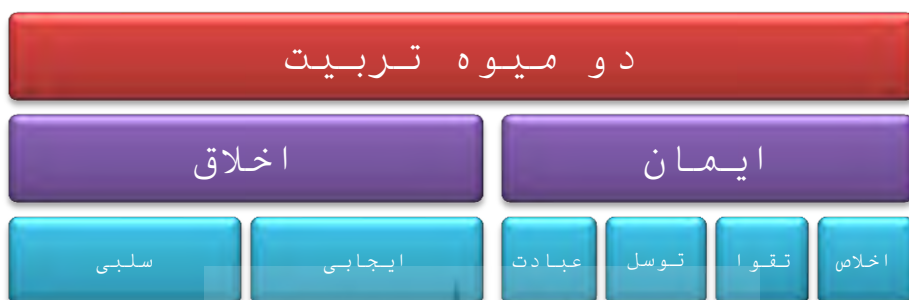 دو میوه تربیت
ایمان
اخلاق
اخلاص
تقوا
توسل
عبادت
ایجابی
سلبی